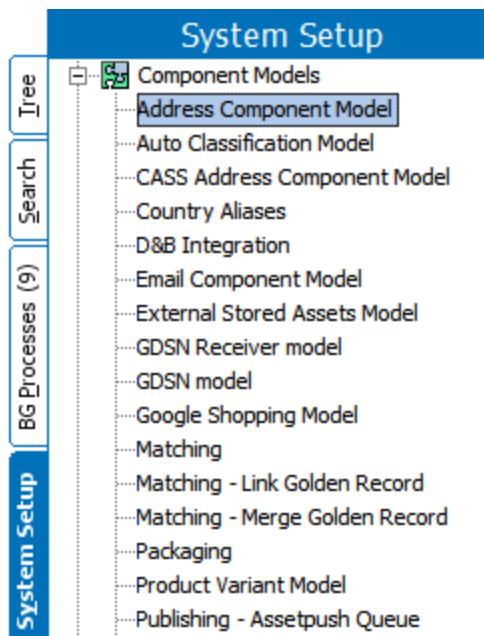 System Setup
Tree
Search
BG Processes (9)
System Setup
Component Models
Address Component Model
Auto Classification Model
CASS Address Component Model
Country Aliases
D&B Integration
Email Component Model
External Stored Assets Model
GDSN Receiver model
GDSN model
Google Shopping Model
Matching
Matching - Link Golden Record
Matching - Merge Golden Record
Packaging
Product Variant Model
Publishing - Assetpush Queue